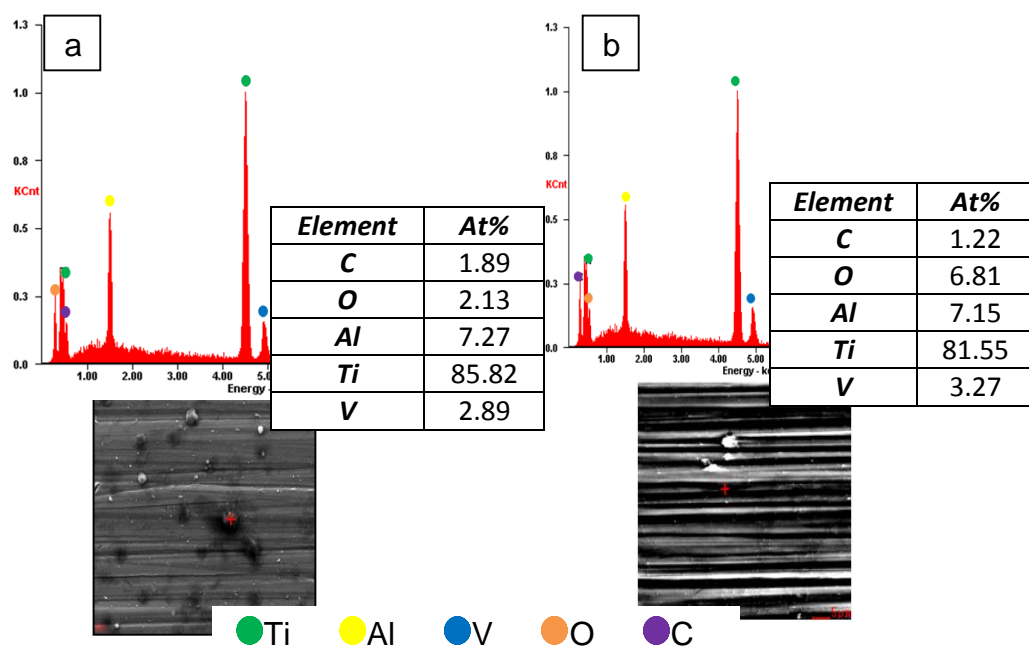 a
1.3
1.0
0.8
KCnt
0.5
0.3
0.0
1.00 2.00 3.00 4.00 5.0
Energy -
Element At%
C 1.89
O 2.13
Al 7.27
Ti 85.82
V 2.89
b
1.3
1.0
0.8
KCnt
0.5
0.3
0.0
1.00 2.00 3.00 4.00 5.0
Energy - k
Element At%
C 1.22
O 6.81
Al 7.15
Ti 81.55
V 3.27
Ti Al V O C